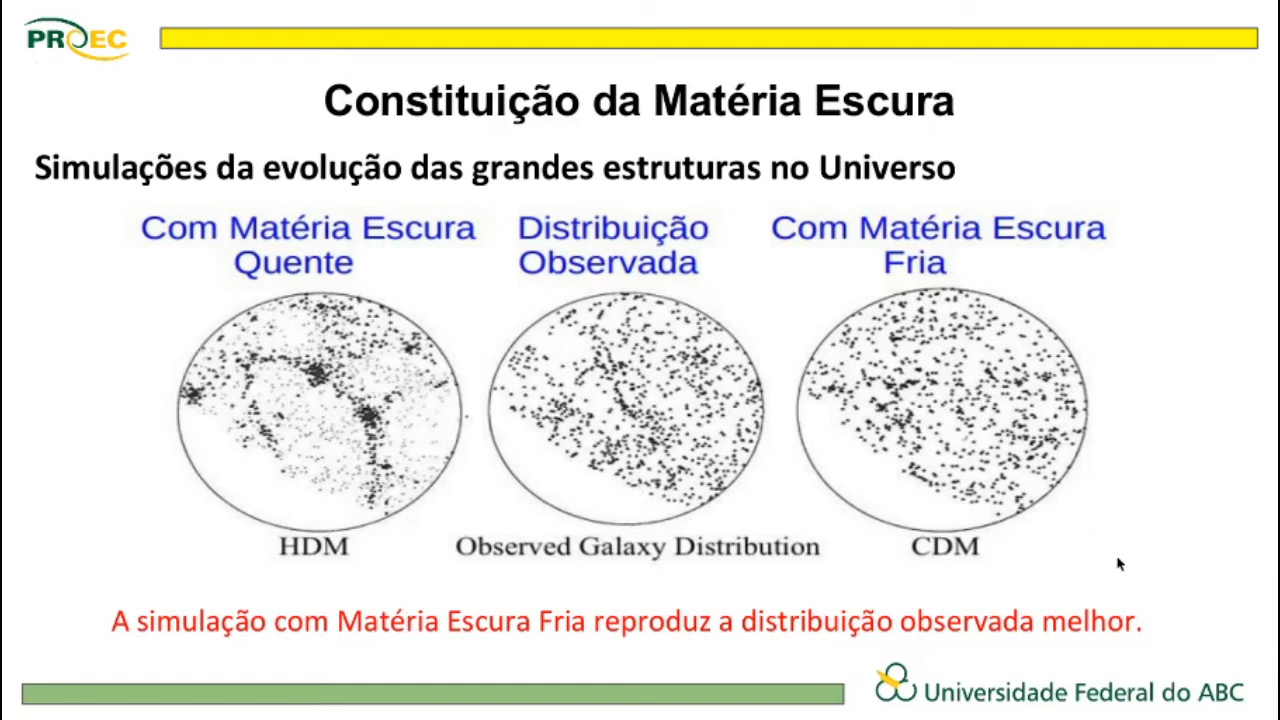 PROEC
Constituição da Matéria Escura
Simulações da evolução das grandes estruturas no Universo
Com Matéria Escura
Quente
Distribuição
Observada
Com Matéria Escura
Fria
HDM
Observed Galaxy Distribution
CDM
A simulação com Matéria Escura Fria reproduz a distribuição observada melhor.
Universidade Federal do ABC